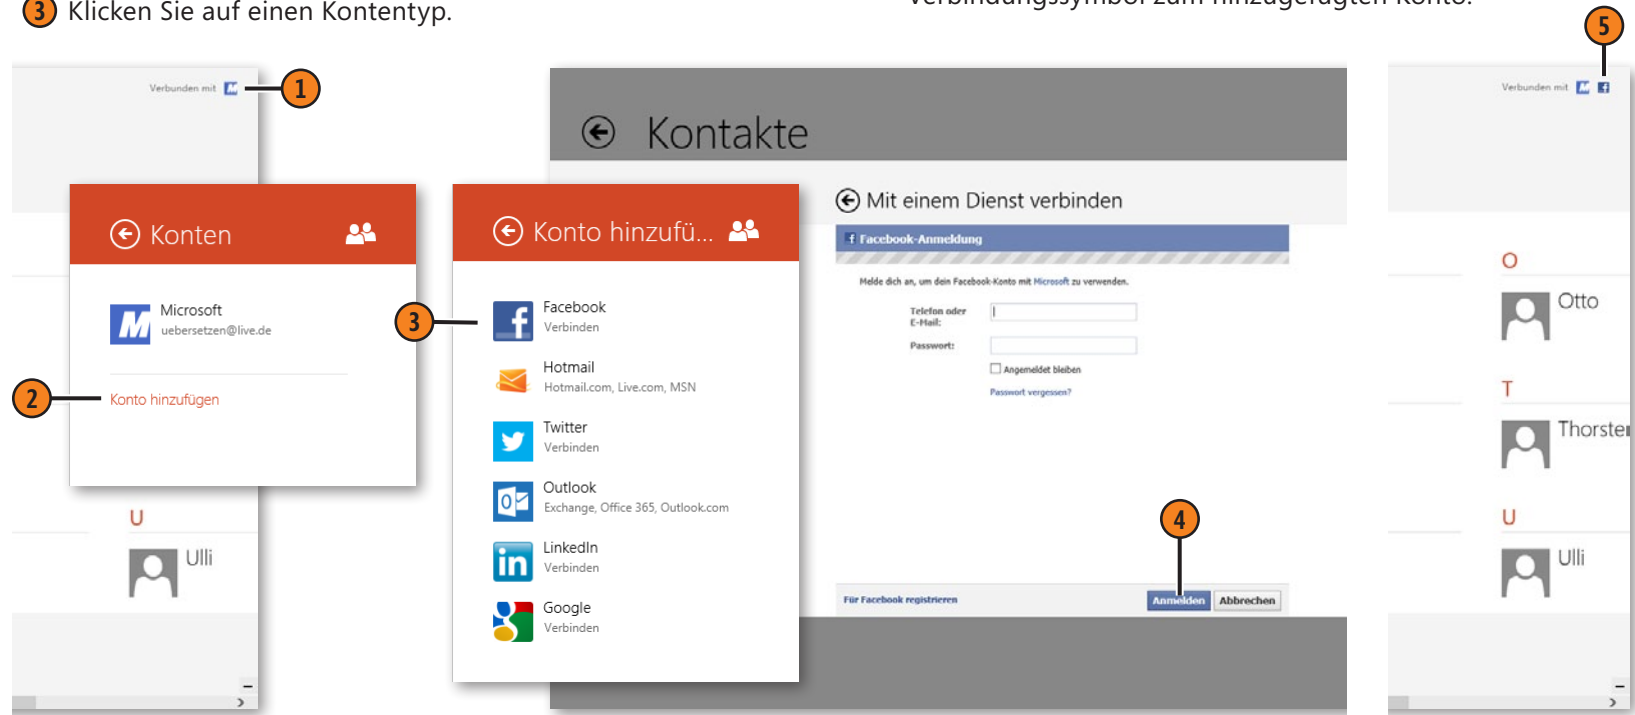 3 Klicken Sie auf einen Kontentyp.
Verbindungssymbol zum hinzugefügten Konto.
Verbunden mit
1
Konten
Microsoft
uebersetzen@live.de
2
Konto hinzufügen
U
Ulli
Konto hinzufü...
3
Facebook
Verbinden
Hotmail
Hotmail.com, Live.com, MSN
Twitter
Verbinden
Outlook
Exchange, Office 365, Outlook.com
LinkedIn
Verbinden
Google
Verbinden
Kontakte
Mit einem Dienst verbinden
Facebook-Anmeldung
Melde dich an, um dein Facebook-Konto mit Microsoft zu verwenden.
Telefon oder
E-Mail:
Passwort:
Angemeldet bleiben
Passwort vergessen?
4
Für Facebook registrieren
Anmelden Abbrechen
5
Verbunden mit
O
Otto
T
Thorsten
U
Ulli